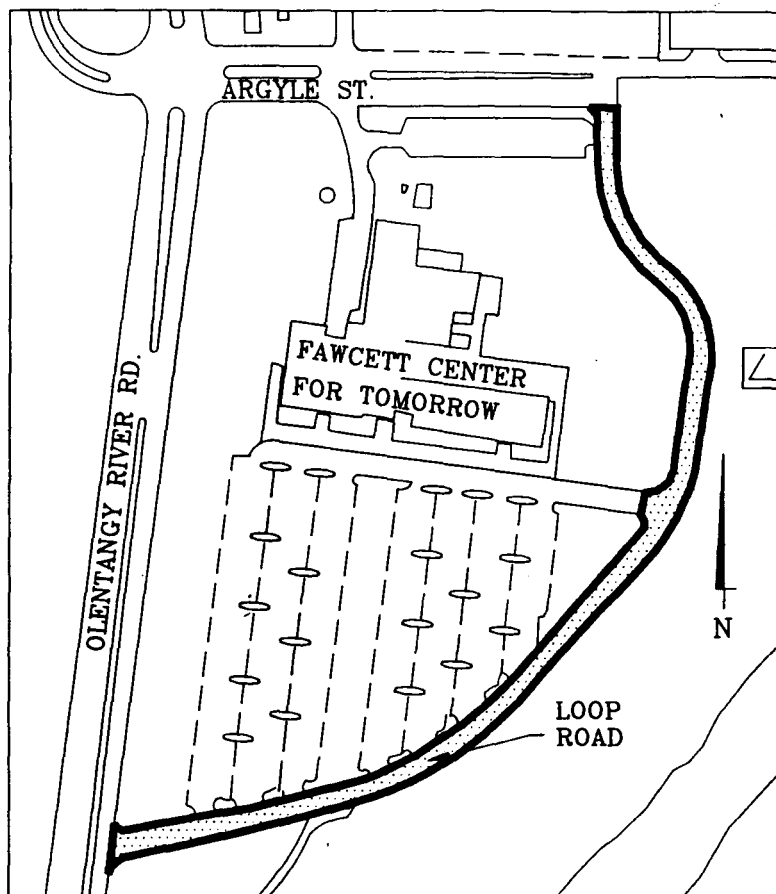 ARGYLE ST.
FAWCETT CENTER
FOR TOMORROW
OLENTANGY RIVER RD.
N
LOOP
ROAD